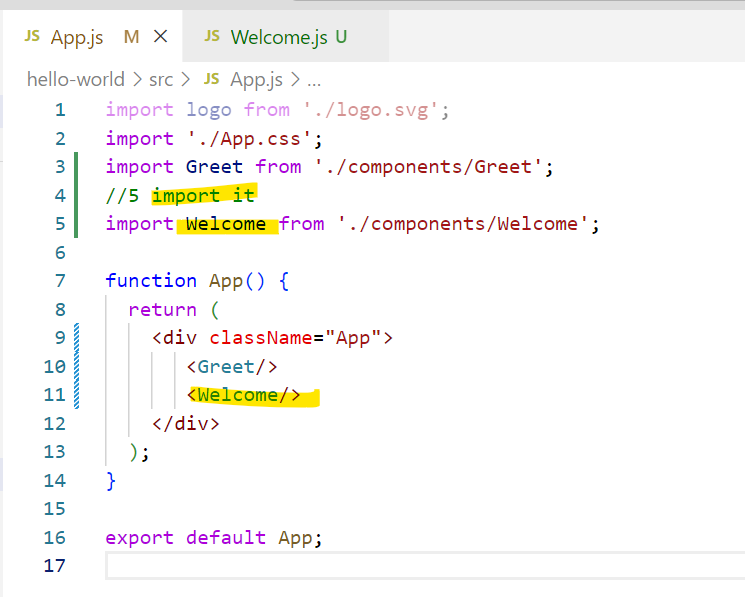 JS App.js M × JS Welcome.js U
hello-world > src > JS App.js > ...
1 import logo from './logo.svg';
2 import './App.css';
3 import Greet from './components/Greet';
4 //5 import it
5 import Welcome from './components/Welcome';
6
7 function App() {
8 return (
9 <div className="App">
10 <Greet/>
11 <Welcome/>
12 </div>
13 );
14 }
15
16 export default App;
17